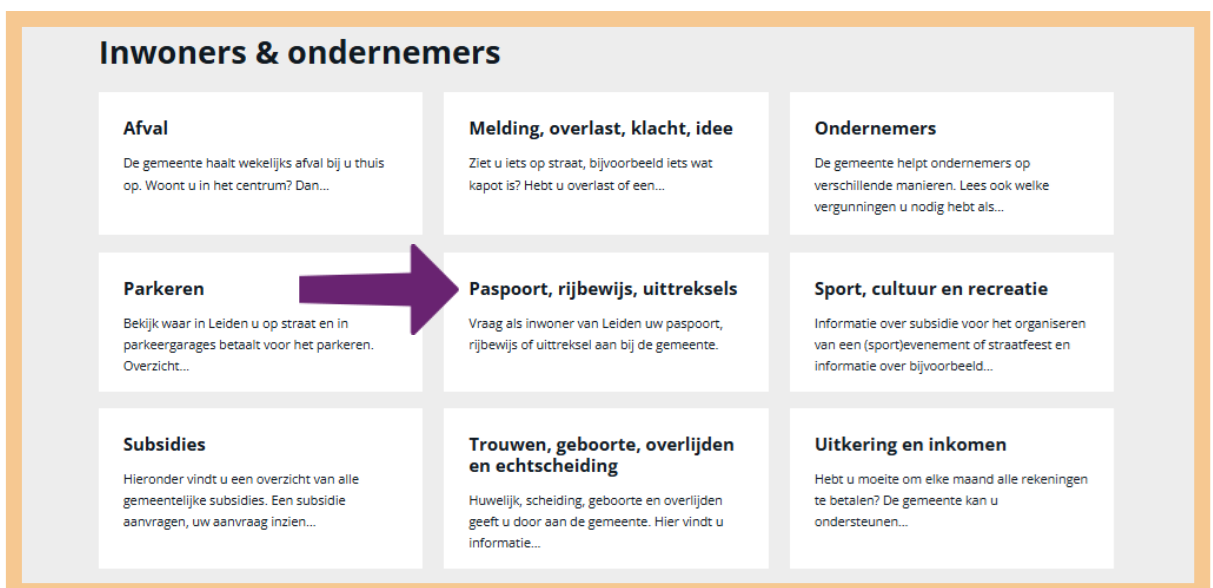 Inwoners & ondernemers
Afval
De gemeente haalt wekelijks afval bij u thuis
op. Woont u in het centrum? Dan...
Melding, overlast, klacht, idee
Ziet u iets op straat, bijvoorbeeld iets wat
kapot is? Hebt u overlast of een...
Ondernemers
De gemeente helpt ondernemers op
verschillende manieren. Lees ook welke
vergunningen u nodig hebt als...
Parkeren
Bekijk waar in Leiden u op straat en in
parkeergarages betaalt voor het parkeren.
Overzicht...
Paspoort, rijbewijs, uittreksels
Vraag als inwoner van Leiden uw paspoort,
rijbewijs of uittreksel aan bij de gemeente.
Sport, cultuur en recreatie
Informatie over subsidie voor het organiseren
van een (sport)evenement of straatfeest en
informatie over bijvoorbeeld...
Subsidies
Hieronder vindt u een overzicht van alle
gemeentelijke subsidies. Een subsidie
aanvragen, uw aanvraag inzien...
Trouwen, geboorte, overlijden
en echtscheiding
Huwelijk, scheiding, geboorte en overlijden
geeft u door aan de gemeente. Hier vindt u
informatie...
Uitkering en inkomen
Hebt u moeite om elke maand alle rekeningen
te betalen? De gemeente kan u
ondersteunen...